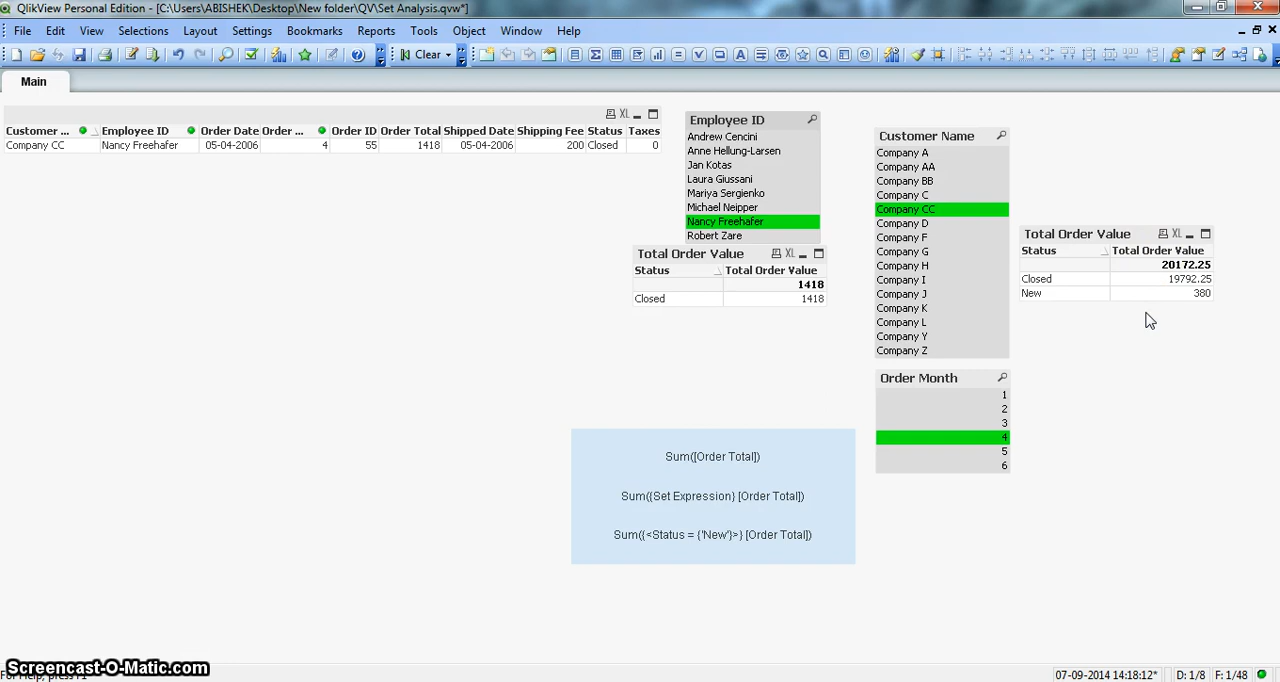 QlikView Personal Edition - [C:\Users\ABISHEK\Desktop\New folder\QV\Set Analysis.qvw*]
File Edit View Selections Layout Settings Bookmarks Reports Tools Object Window Help
Clear
Main
XL
Customer ... Employee ID Order Date Order ... Order ID Order Total Shipped Date Shipping Fee Status Taxes
Company CC Nancy Freehafer 05-04-2006 4 55 1418 05-04-2006 200 Closed 0
Employee ID
Andrew Cencini
Anne Hellung-Larsen
Jan Kotas
Laura Giussani
Mariya Sergienko
Michael Neipper
Nancy Freehafer
Robert Zare
Total Order Value XL
Status Total Order Value
1418
Closed 1418
Customer Name
Company A
Company AA
Company BB
Company C
Company CC
Company D
Company F
Company G
Company H
Company I
Company J
Company K
Company L
Company Y
Company Z
Total Order Value XL
Status Total Order Value
20172.25
Closed 19792.25
New 380
Order Month
1
2
3
4
5
6
Sum([Order Total])
Sum({Set Expression} [Order Total])
Sum({<Status = {'New'}>} [Order Total])
Screencast-O-Matic.com
For Help, press F1
07-09-2014 14:18:12* D: 1/8 F: 1/48